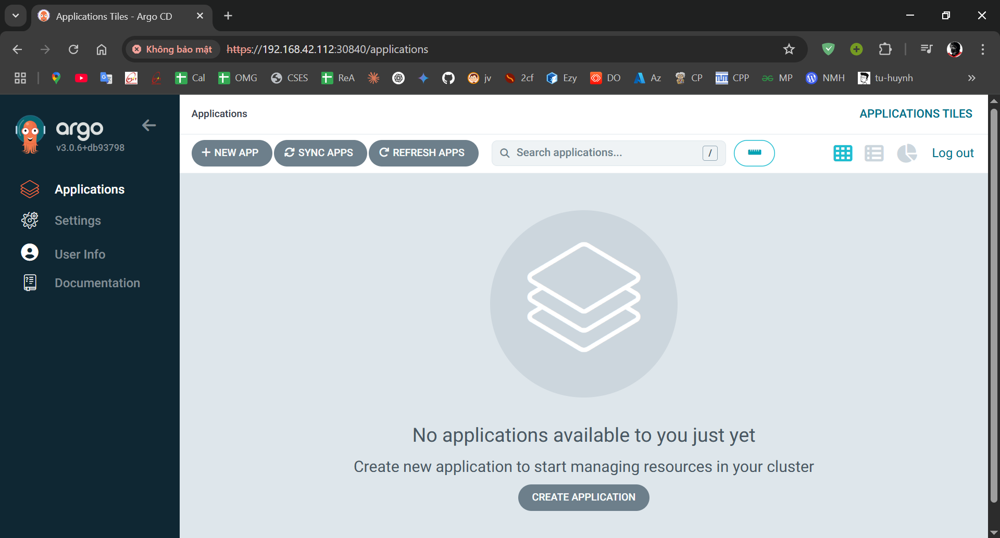 Applications Tiles - Argo CD
Không bảo mật https://192.168.42.112:30840/applications
Cal OMG CSES ReA jv 2cf Ezy DO Az CP CPP MP NMH tu-huynh
argo
v3.0.6+db93798
Applications
Settings
User Info
Documentation
Applications APPLICATIONS TILES
+ NEW APP SYNC APPS REFRESH APPS Search applications... / Log out
No applications available to you just yet
Create new application to start managing resources in your cluster
CREATE APPLICATION